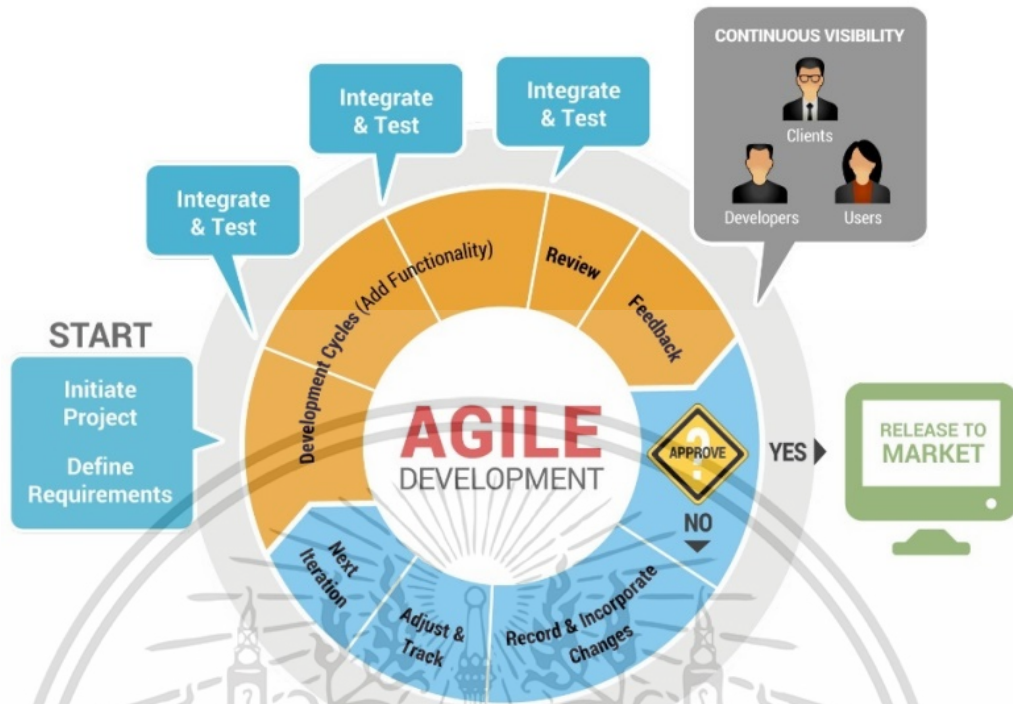 CONTINUOUS VISIBILITY
Clients
Developers
Users
Integrate
& Test
Integrate
& Test
Integrate
& Test
START
Initiate
Project
Define
Requirements
Development Cycles (Add Functionality)
Review
Feedback
AGILE
DEVELOPMENT
?
APPROVE
YES
NO
RELEASE TO
MARKET
Record & Incorporate
Changes
Adjust &
Track
Next
Iteration